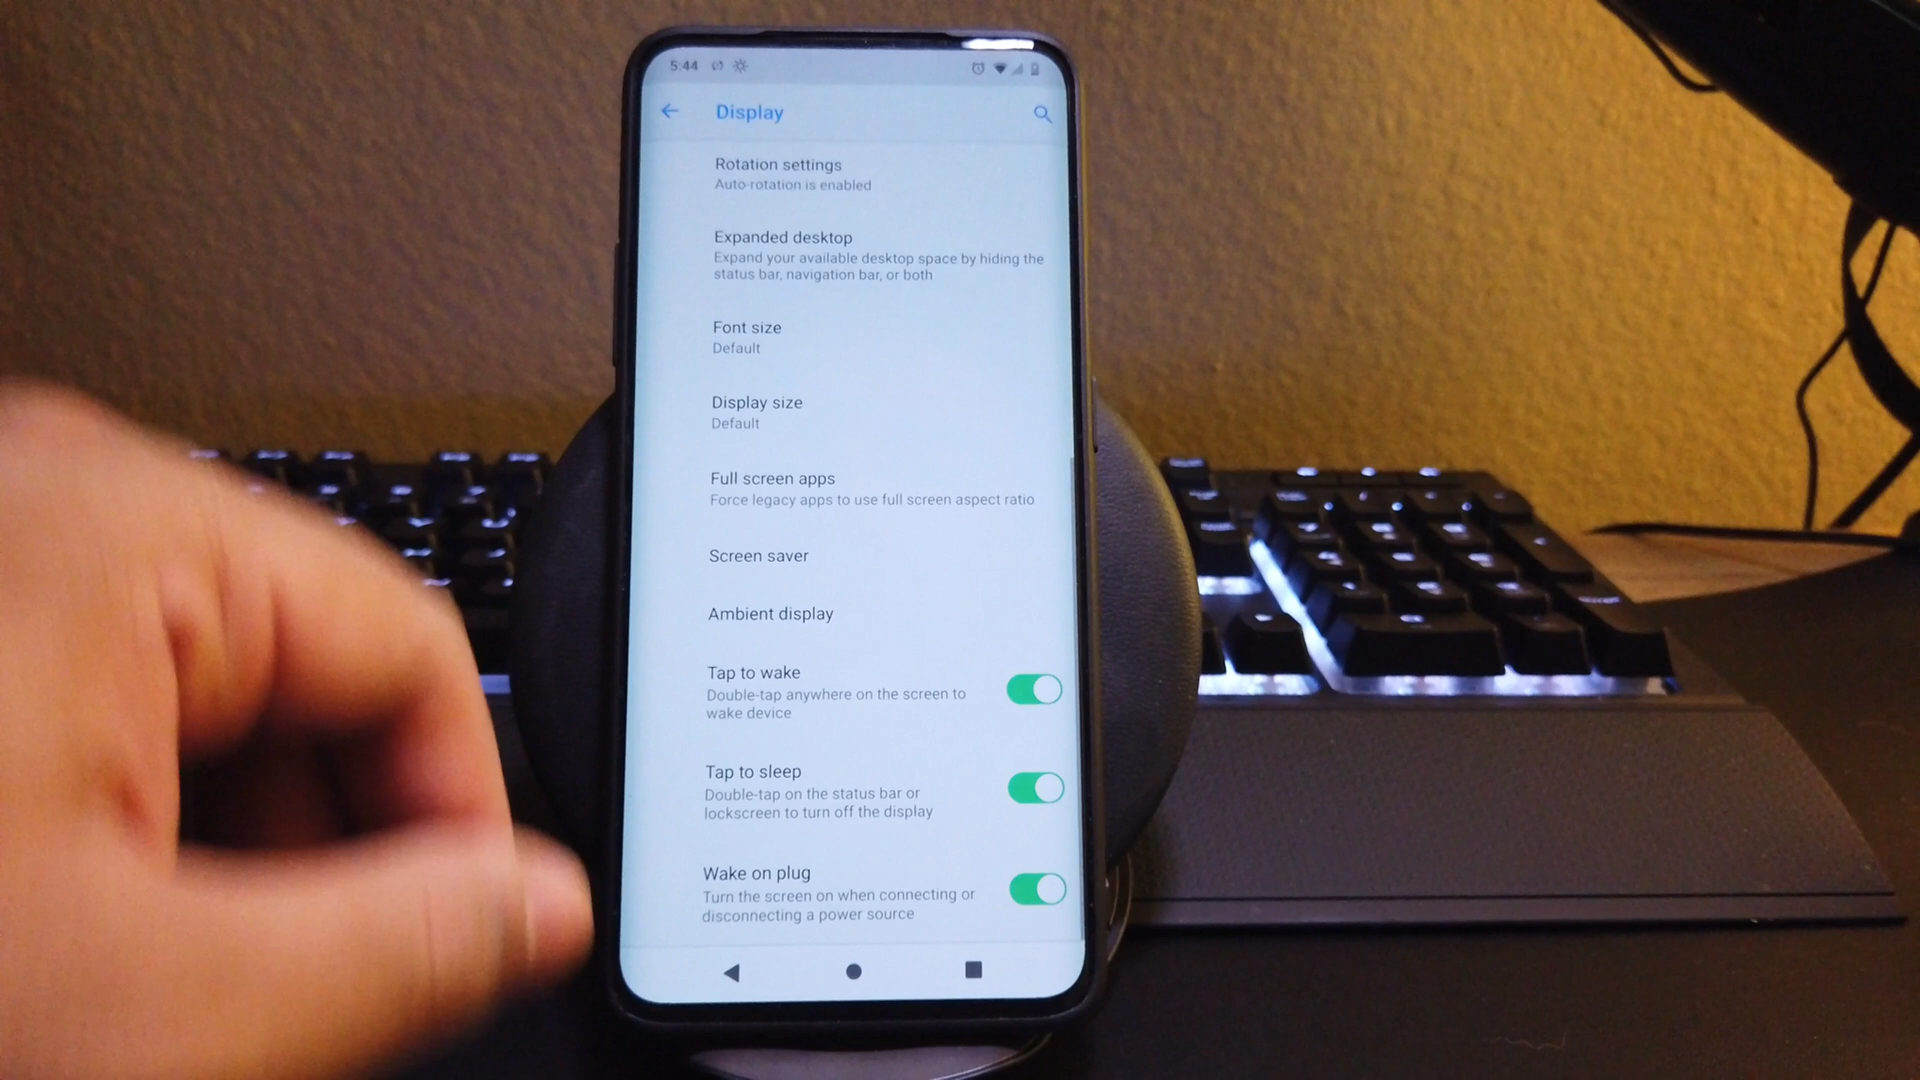 5:44
Display
Rotation settings
Auto-rotation is enabled
Expanded desktop
Expand your available desktop space by hiding the
status bar, navigation bar, or both
Font size
Default
Display size
Default
Full screen apps
Force legacy apps to use full screen aspect ratio
Screen saver
Ambient display
Tap to wake
Double-tap anywhere on the screen to
wake device
Tap to sleep
Double-tap on the status bar or
lockscreen to turn off the display
Wake on plug
Turn the screen on when connecting or
disconnecting a power source